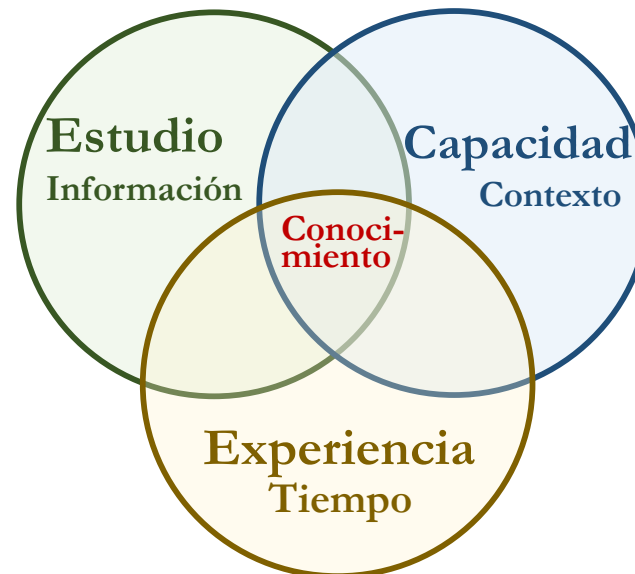 Estudio
Información
Capacidad
Contexto
Conoci-
miento
Experiencia
Tiempo